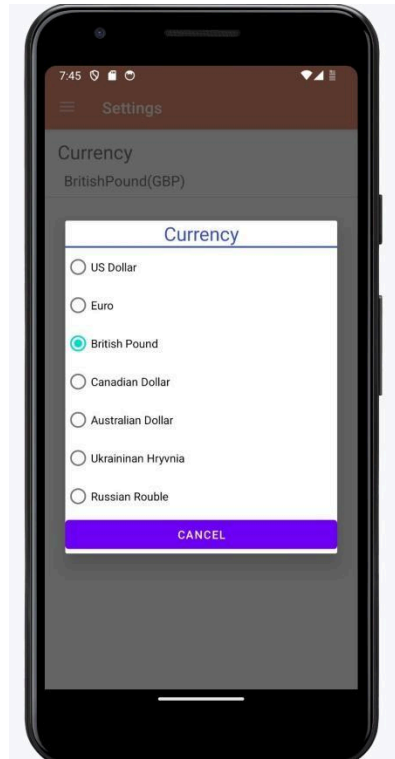 7:45
Settings
Currency
BritishPound(GBP)
Currency
US Dollar
Euro
British Pound
Canadian Dollar
Australian Dollar
Ukraininan Hryvnia
Russian Rouble
CANCEL